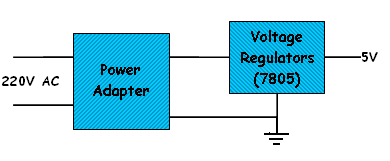 220V AC
Power
Adapter
Voltage
Regulators
(7805)
5V